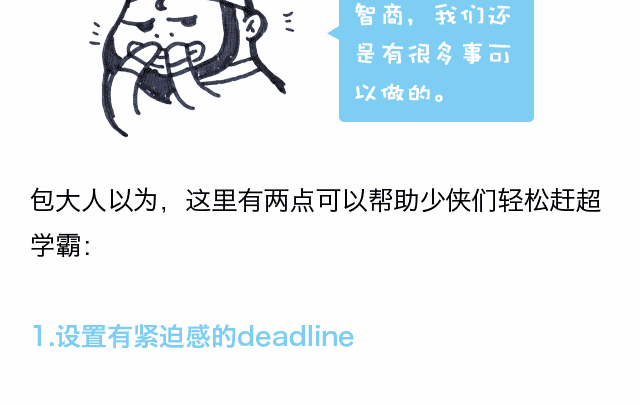 智商，我们还
是有很多事可
以做的。
包大人以为，这里有两点可以帮助少侠们轻松赶超
学霸：
1.设置有紧迫感的deadline